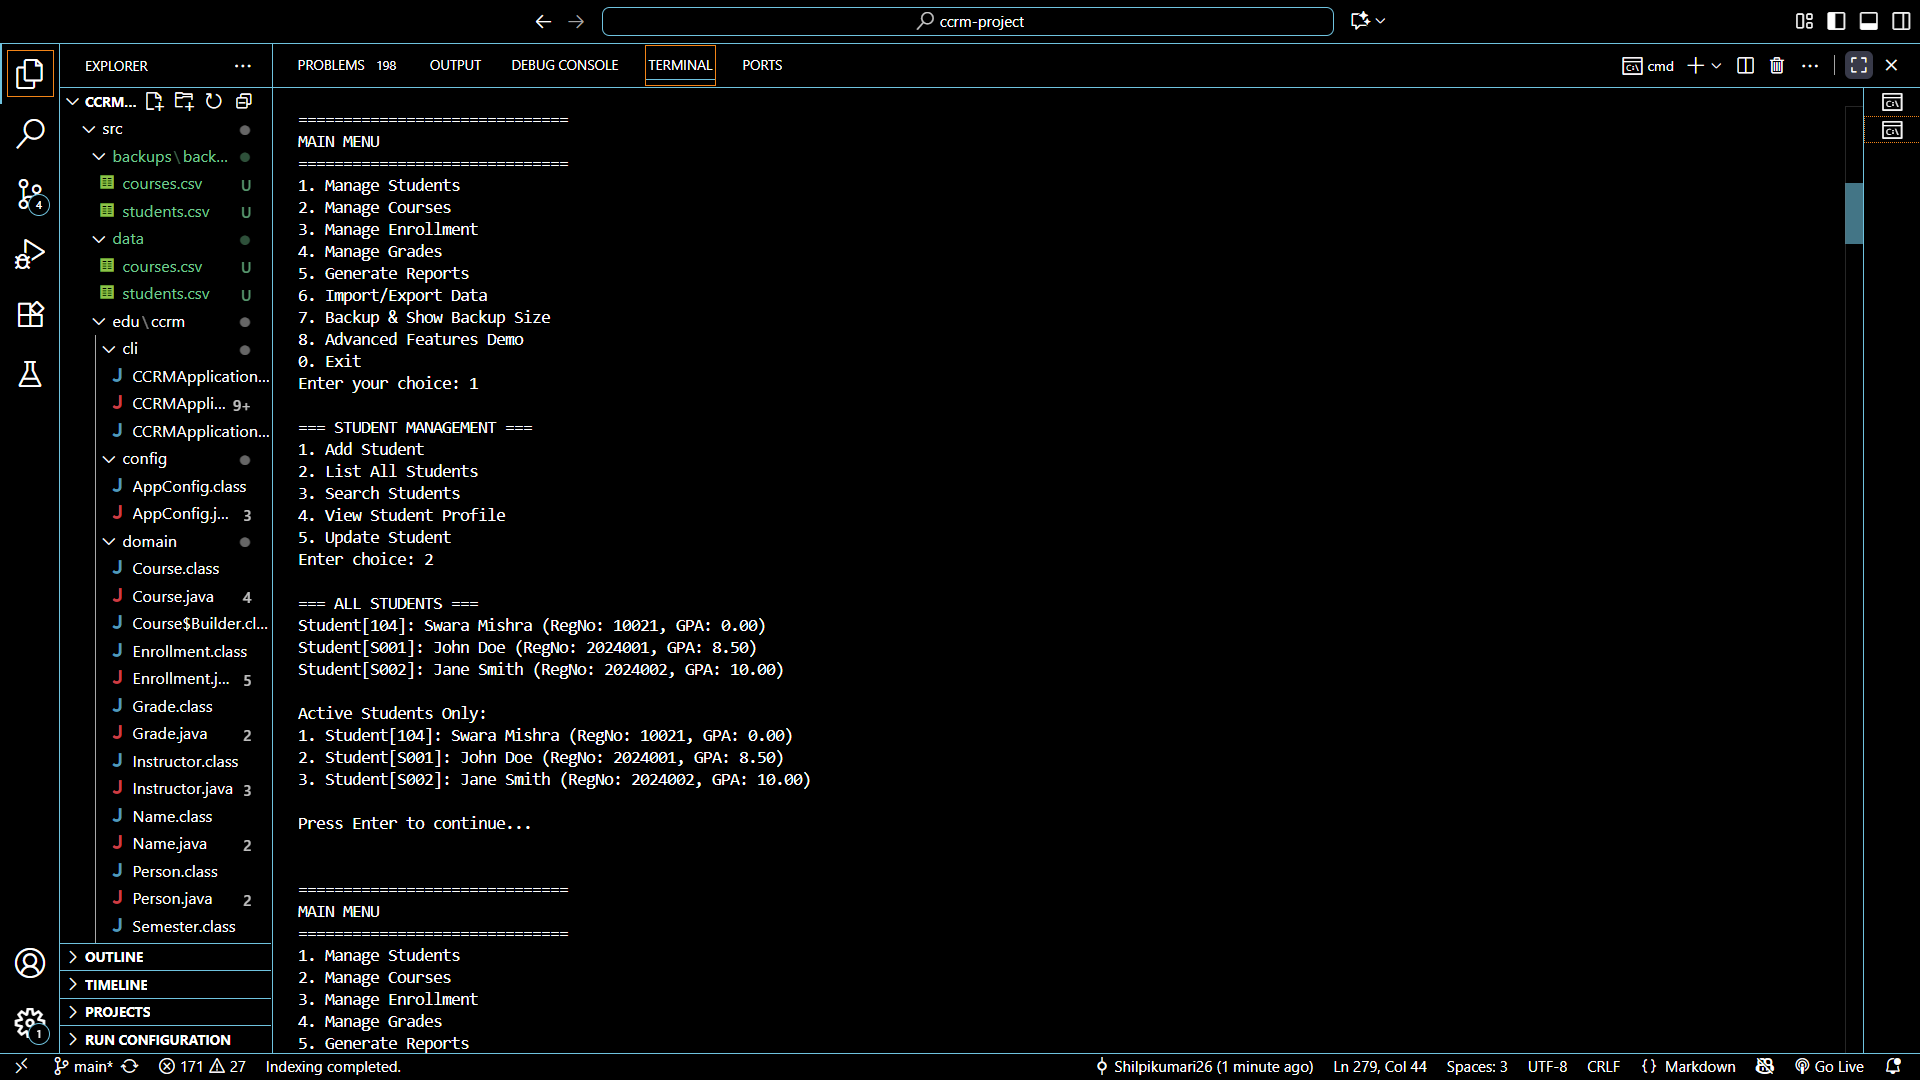 ccrm-project
EXPLORER
PROBLEMS 198 OUTPUT DEBUG CONSOLE TERMINAL PORTS
cmd
CCRM...
src
backups\back...
courses.csv U
students.csv U
data
courses.csv U
students.csv U
edu\ccrm
cli
CCRMApplication...
CCRMAppli... 9+
CCRMApplication...
config
AppConfig.class
AppConfig.j... 3
domain
Course.class
Course.java 4
Course$Builder.cl...
Enrollment.class
Enrollment.j... 5
Grade.class
Grade.java 2
Instructor.class
Instructor.java 3
Name.class
Name.java 2
Person.class
Person.java 2
Semester.class
OUTLINE
TIMELINE
PROJECTS
RUN CONFIGURATION
4
1
==============================
MAIN MENU
==============================
1. Manage Students
2. Manage Courses
3. Manage Enrollment
4. Manage Grades
5. Generate Reports
6. Import/Export Data
7. Backup & Show Backup Size
8. Advanced Features Demo
0. Exit
Enter your choice: 1
=== STUDENT MANAGEMENT ===
1. Add Student
2. List All Students
3. Search Students
4. View Student Profile
5. Update Student
Enter choice: 2
=== ALL STUDENTS ===
Student[104]: Swara Mishra (RegNo: 10021, GPA: 0.00)
Student[S001]: John Doe (RegNo: 2024001, GPA: 8.50)
Student[S002]: Jane Smith (RegNo: 2024002, GPA: 10.00)
Active Students Only:
1. Student[104]: Swara Mishra (RegNo: 10021, GPA: 0.00)
2. Student[S001]: John Doe (RegNo: 2024001, GPA: 8.50)
3. Student[S002]: Jane Smith (RegNo: 2024002, GPA: 10.00)
Press Enter to continue...
==============================
MAIN MENU
==============================
1. Manage Students
2. Manage Courses
3. Manage Enrollment
4. Manage Grades
5. Generate Reports
main* 171 27 Indexing completed. Shilpikumari26 (1 minute ago) Ln 279, Col 44 Spaces: 3 UTF-8 CRLF {} Markdown Go Live